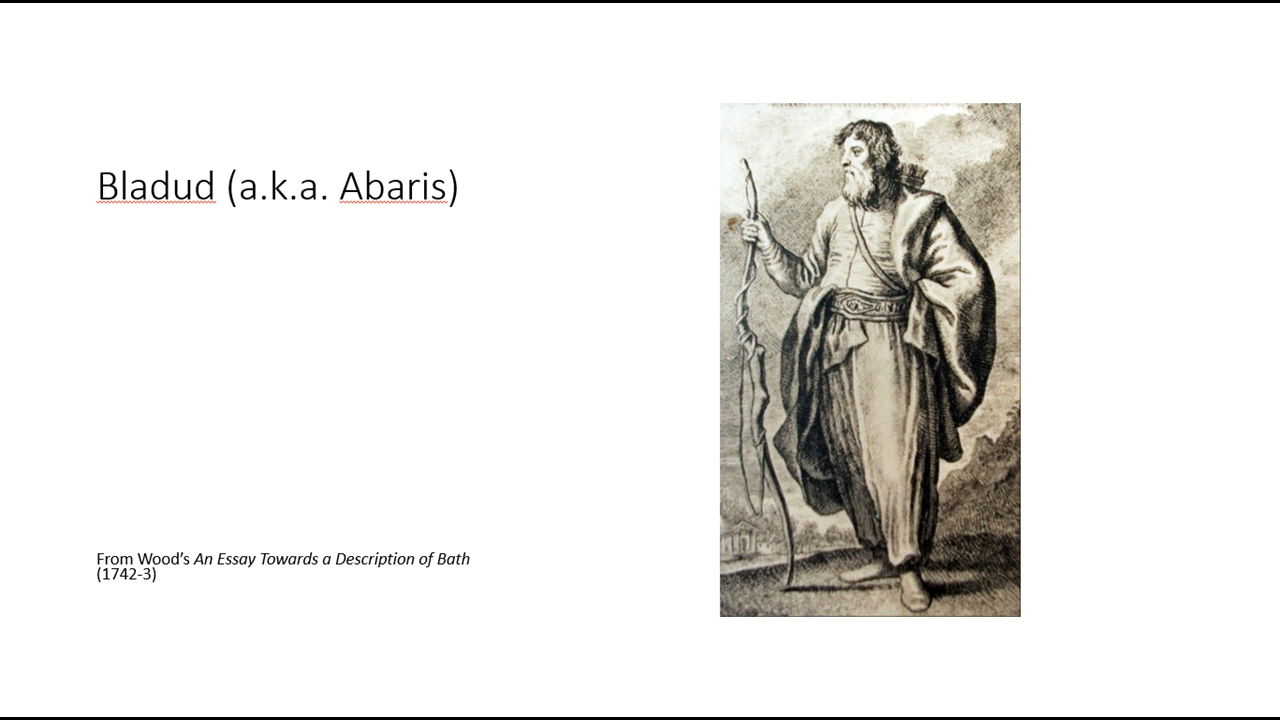 Bladud (a.k.a. Abaris)
From Wood’s An Essay Towards a Description of Bath
(1742-3)